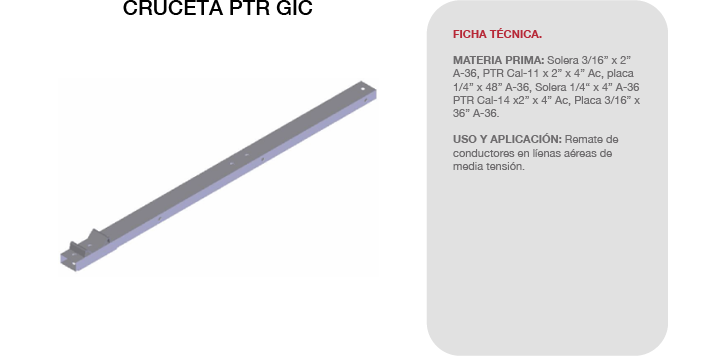 CRUCETA PTR GIC
FICHA TÉCNICA.
MATERIA PRIMA: Solera 3/16” x 2”
A-36, PTR Cal-11 x 2” x 4” Ac, placa
1/4” x 48” A-36, Solera 1/4“ x 4” A-36
PTR Cal-14 x2” x 4” Ac, Placa 3/16” x
36” A-36.
USO Y APLICACIÓN: Remate de
conductores en líenas aéreas de
media tensión.